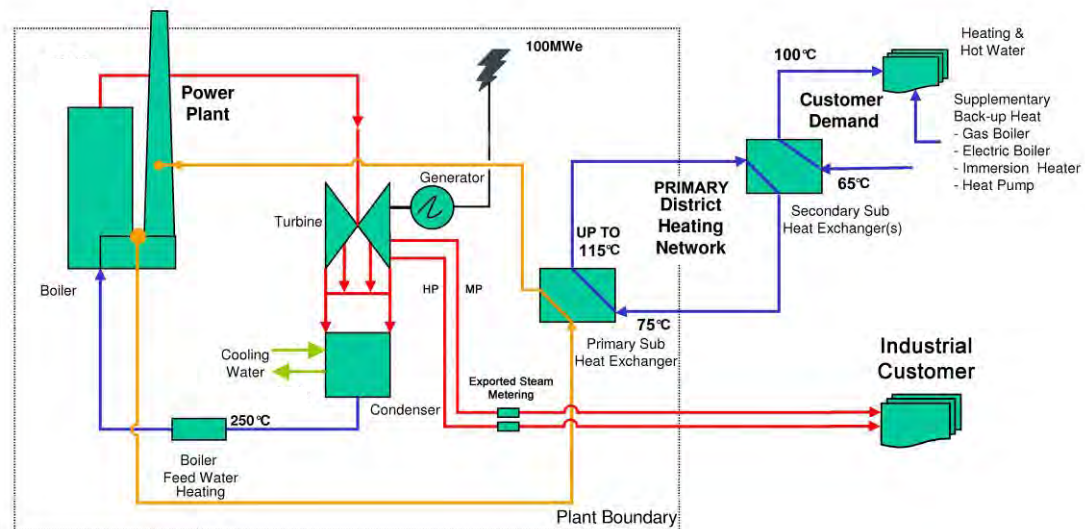 100MWe
Power
Plant
Generator
Turbine
Boiler
HP
MP
Cooling
Water
Condenser
250°C
Boiler
Feed Water
Heating
Exported Steam
Metering
UP TO
115°C
75°C
Primary Sub
Heat Exchanger
PRIMARY
District
Heating
Network
100°C
Customer
Demand
65°C
Secondary Sub
Heat Exchanger(s)
Heating &
Hot Water
Supplementary
Back-up Heat
- Gas Boiler
- Electric Boiler
- Immersion Heater
- Heat Pump
Industrial
Customer
Plant Boundary